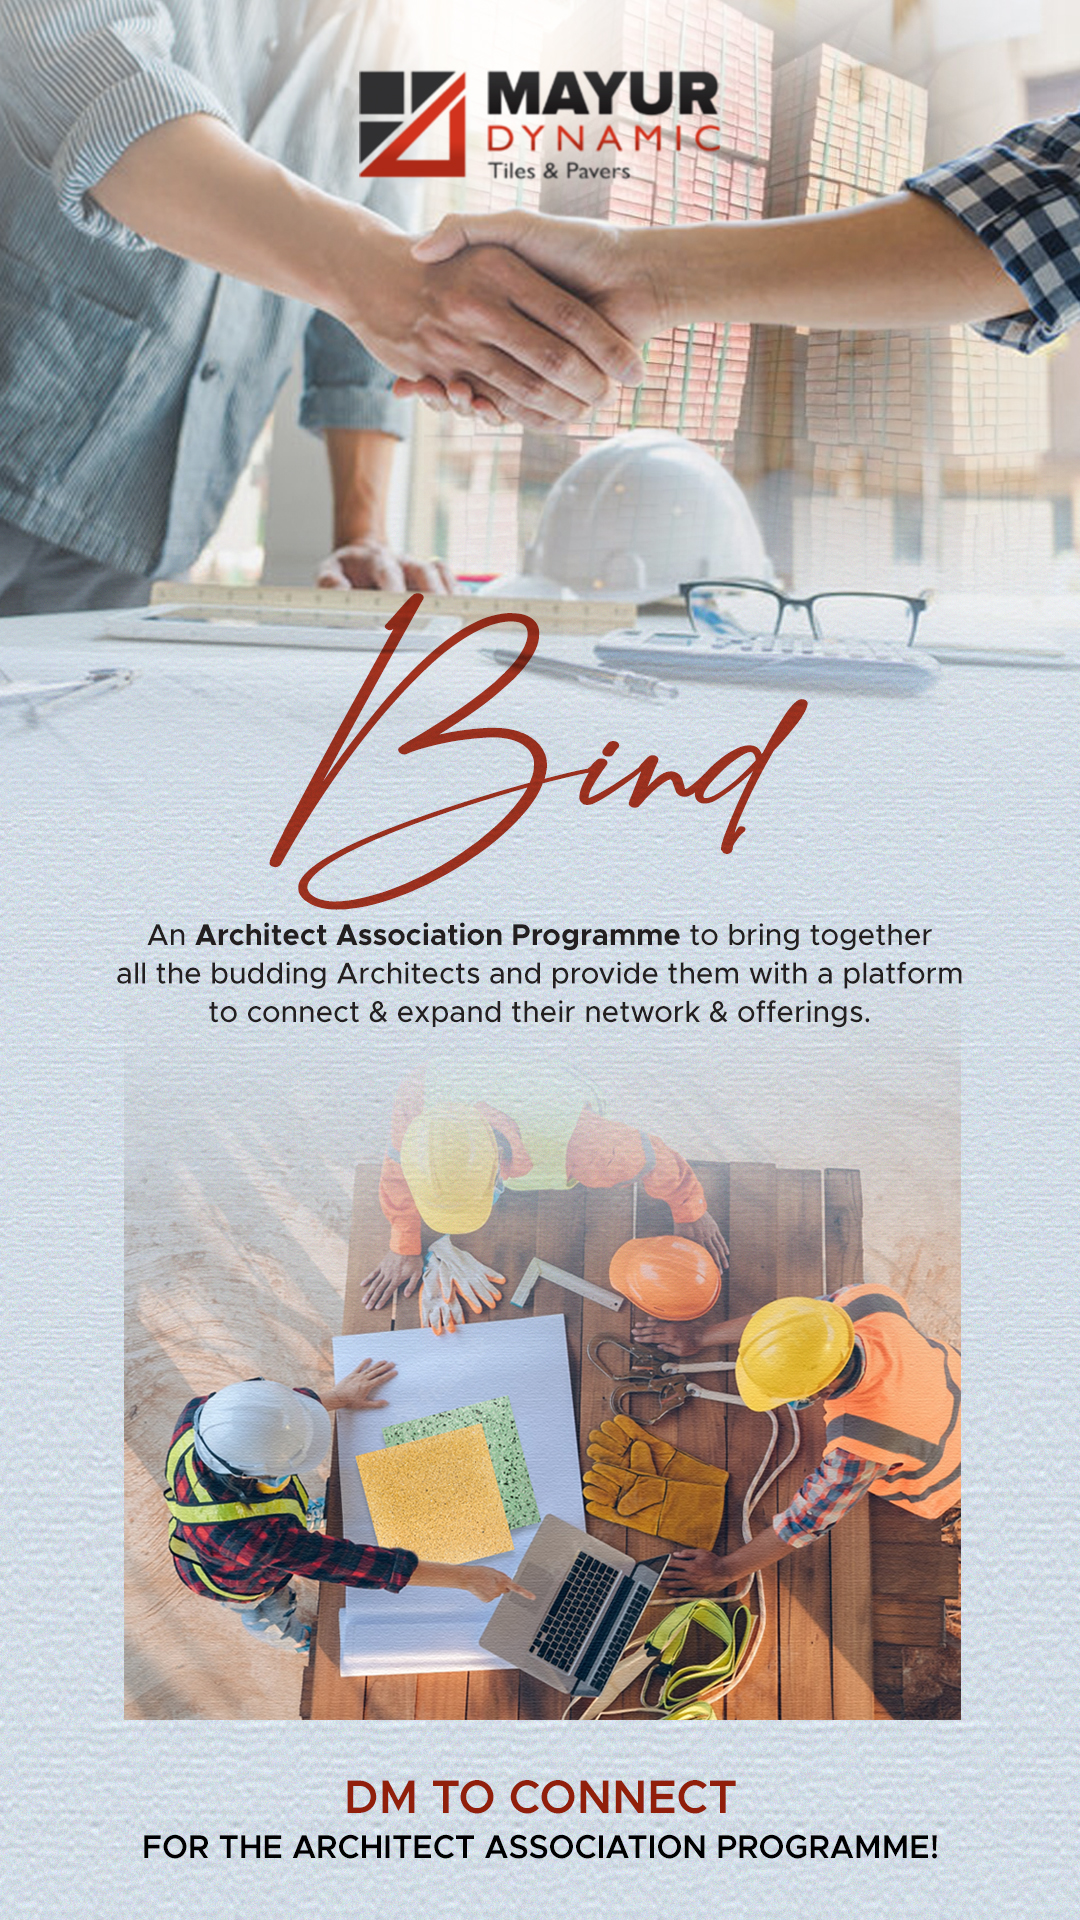 MAYUR
DYNAMIC
Tiles & Pavers
Bind
An Architect Association Programme to bring together
all the budding Architects and provide them with a platform
to connect & expand their network & offerings.
DM TO CONNECT
FOR THE ARCHITECT ASSOCIATION PROGRAMME!